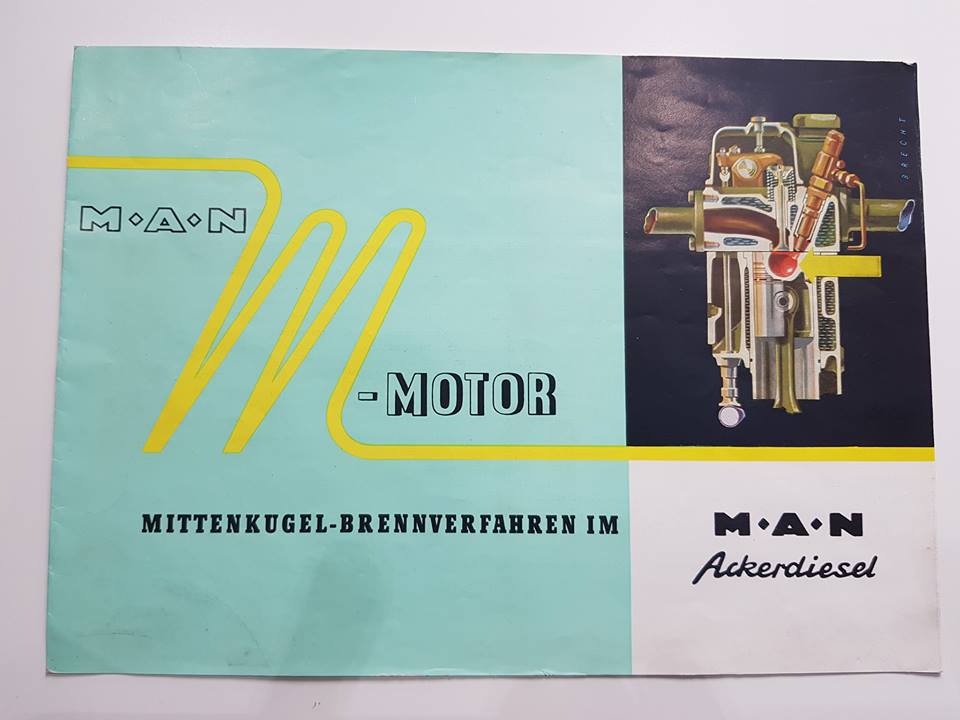 M·A·N
M-MOTOR
MITTENKUGEL-BRENNVERFAHREN IM
M·A·N
Ackerdiesel
BRECHT